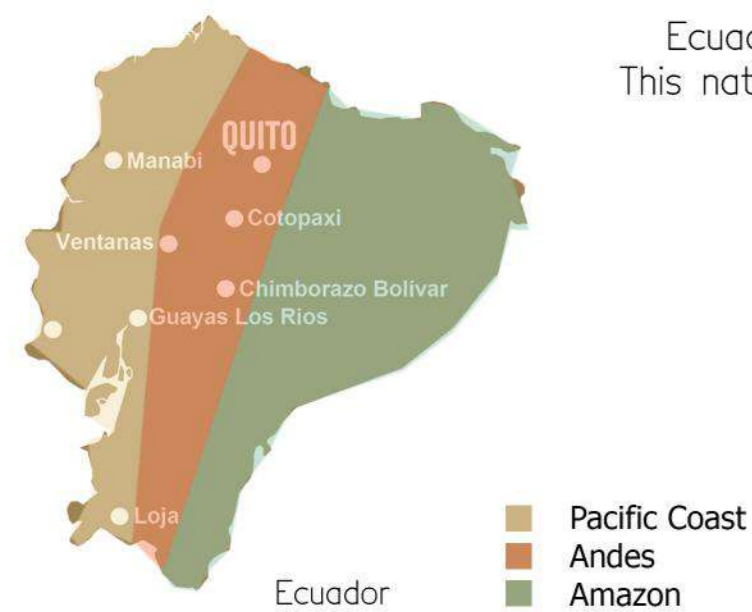 Ecuad
This nat
QUITO
Manabi
Cotopaxi
Ventanas
Chimborazo Bolívar
Guayas Los Rios
Loja
Pacific Coast
Andes
Amazon
Ecuador